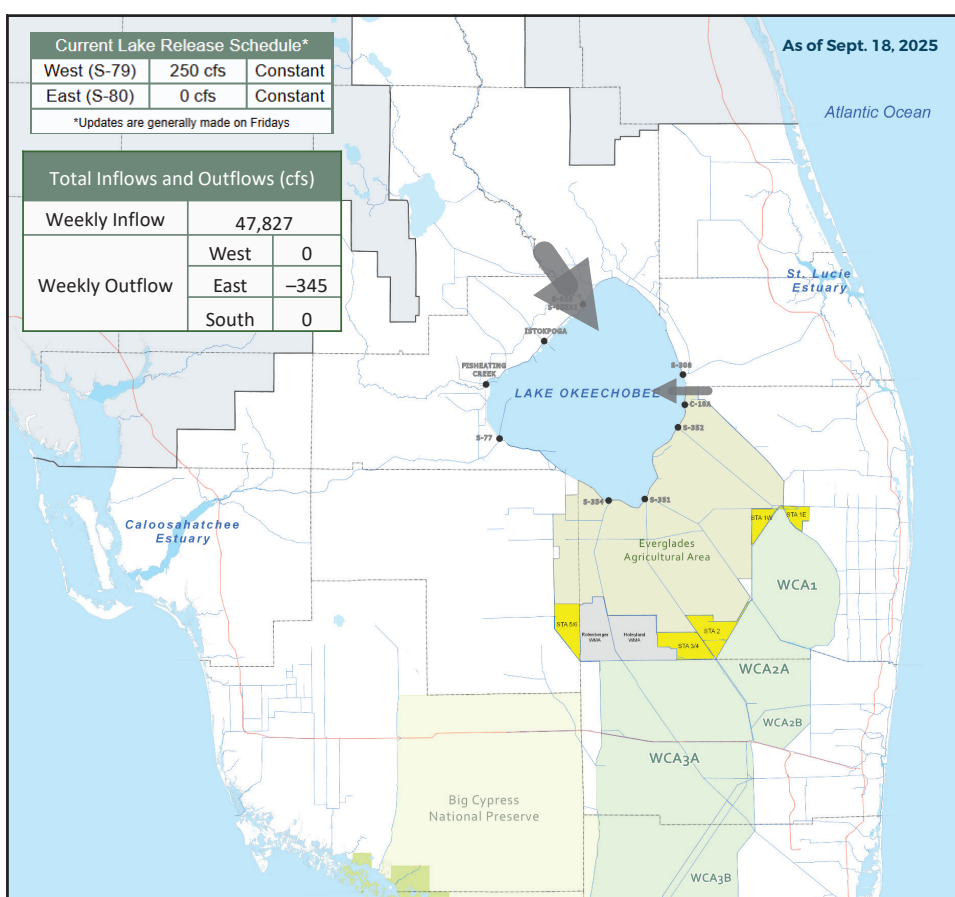 Current Lake Release Schedule*
West (S-79) 250 cfs Constant
East (S-80) 0 cfs Constant
*Updates are generally made on Fridays
As of Sept. 18, 2025
Atlantic Ocean
Total Inflows and Outflows (cfs)
Weekly Inflow 47,827
Weekly Outflow
West 0
East –345
South 0
St. Lucie
Estuary
ISTOKPOGA
FISHEATING
CREEK
S-308
LAKE OKEECHOBEE
C-10A
S-352
S-77
S-354
S-351
Caloosahatchee
Estuary
Everglades
Agricultural Area
STA 1W
STA 1E
WCA1
STA 5/6
Rotenberger
WMA
Holeyland
WMA
STA 2
STA 3/4
WCA2A
WCA2B
WCA3A
Big Cypress
National Preserve
WCA3B